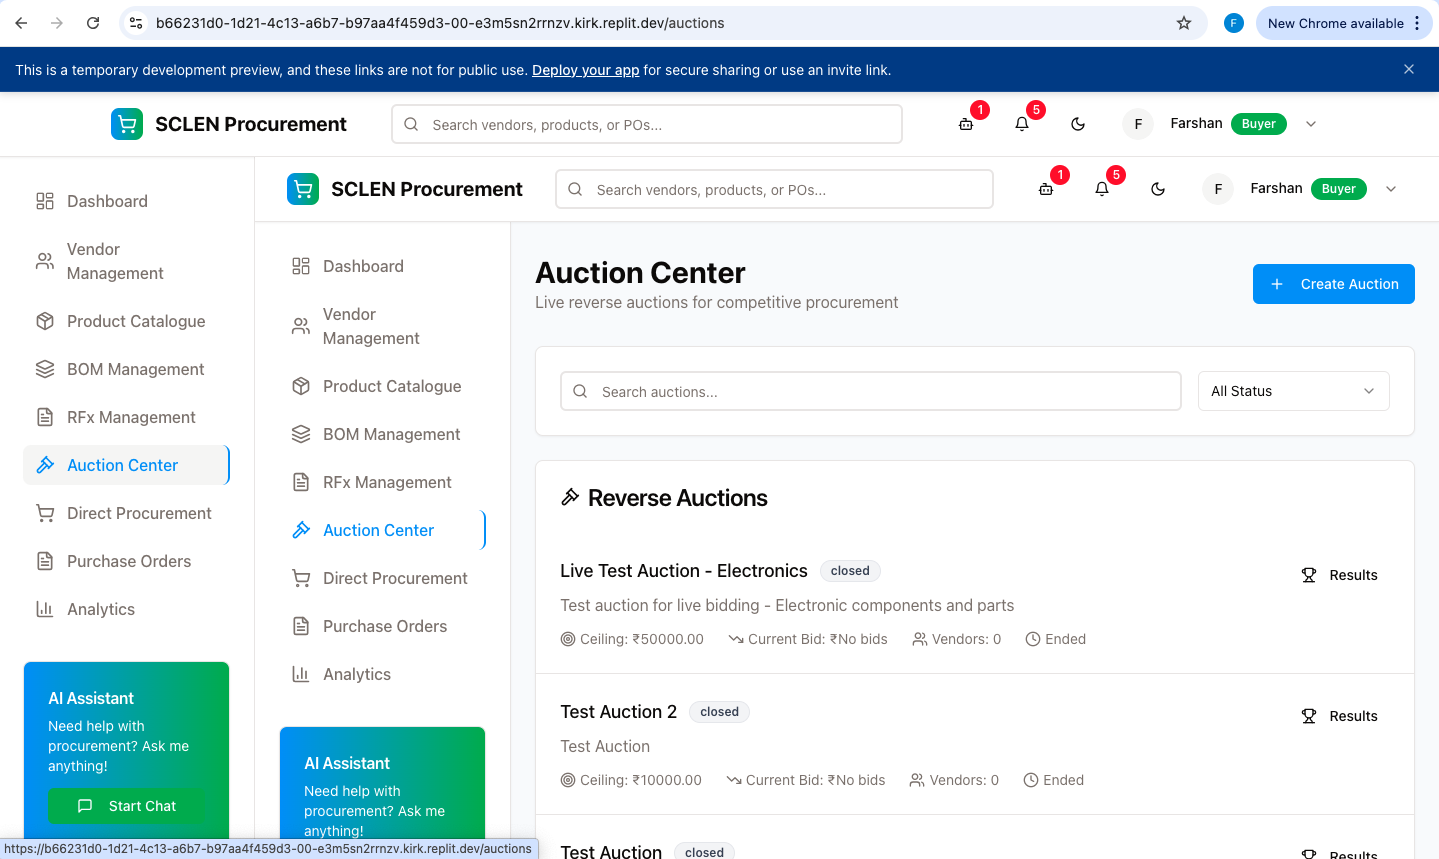 b66231d0-1d21-4c13-a6b7-b97aa4f459d3-00-e3m5sn2rrnzv.kirk.replit.dev/auctions
F
New Chrome available
This is a temporary development preview, and these links are not for public use. Deploy your app for secure sharing or use an invite link.
SCLEN Procurement
Search vendors, products, or POs...
1
5
F
Farshan
Buyer
Dashboard
Vendor
Management
Product Catalogue
BOM Management
RFx Management
Auction Center
Direct Procurement
Purchase Orders
Analytics
AI Assistant
Need help with
procurement? Ask me
anything!
Start Chat
SCLEN Procurement
Search vendors, products, or POs...
1
5
F
Farshan
Buyer
Dashboard
Vendor
Management
Product Catalogue
BOM Management
RFx Management
Auction Center
Direct Procurement
Purchase Orders
Analytics
AI Assistant
Need help with
procurement? Ask me
anything!
Auction Center
Live reverse auctions for competitive procurement
Create Auction
Search auctions...
All Status
Reverse Auctions
Live Test Auction - Electronics closed
Results
Test auction for live bidding - Electronic components and parts
Ceiling: ₹50000.00 Current Bid: ₹No bids Vendors: 0 Ended
Test Auction 2 closed
Results
Test Auction
Ceiling: ₹10000.00 Current Bid: ₹No bids Vendors: 0 Ended
Test Auction closed
Results
https://b66231d0-1d21-4c13-a6b7-b97aa4f459d3-00-e3m5sn2rrnzv.kirk.replit.dev/auctions